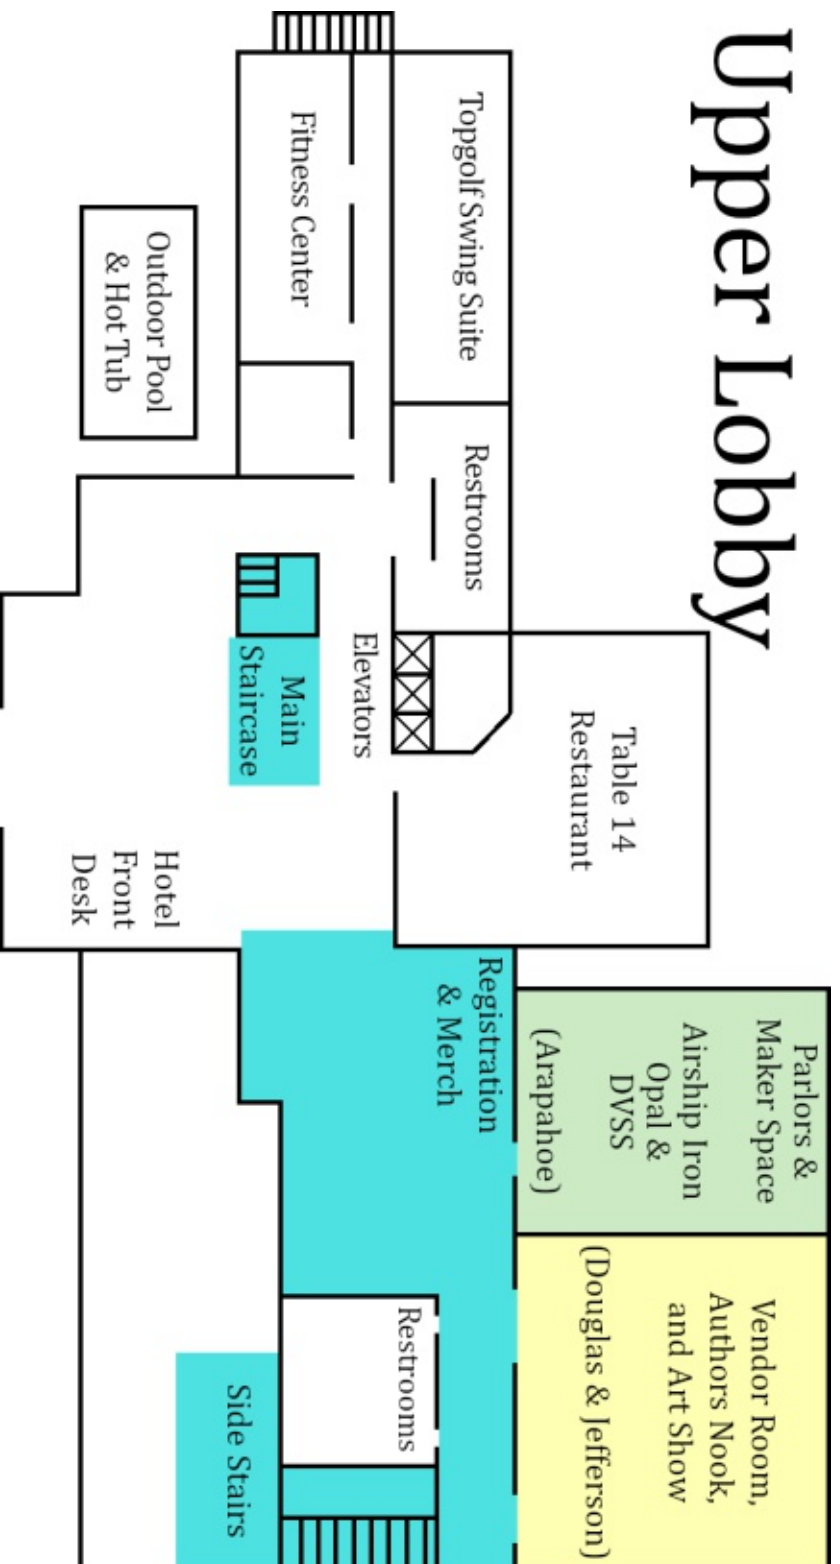 Upper Lobby
Topgolf Swing Suite
Fitness Center
Outdoor Pool
& Hot Tub
Restrooms
Elevators
Main
Staircase
Table 14
Restaurant
Hotel
Front
Desk
Registration
& Merch
Parlors &
Maker Space
Airship Iron
Opal &
DVSS
(Arapahoe)
Vendor Room,
Authors Nook,
and Art Show
(Douglas & Jefferson)
Restrooms
Side Stairs